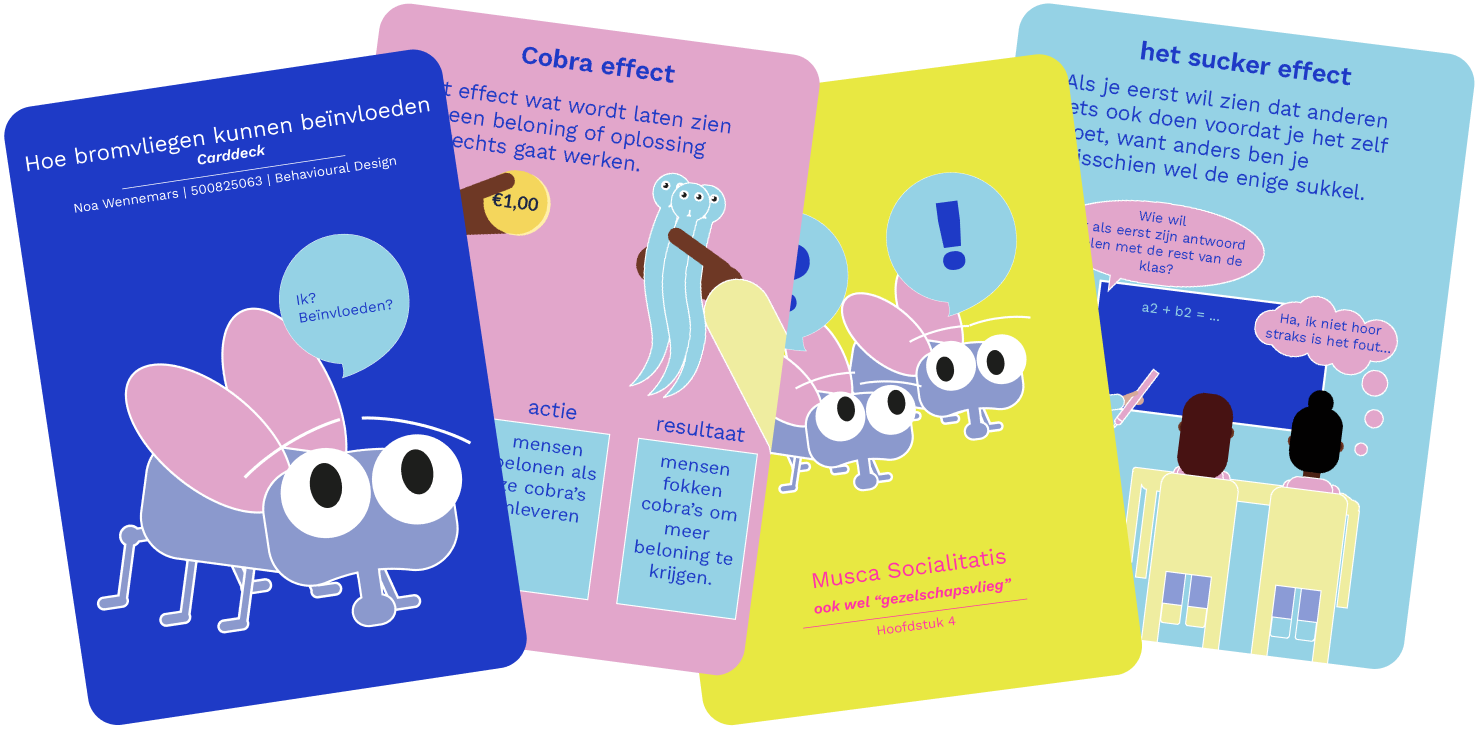 Hoe bromvliegen kunnen beïnvloeden
Carddeck
Noa Wennemars | 500825063 | Behavioural Design
Ik?
Beïnvloeden?
Cobra effect
effect wat wordt laten zien
een beloning of oplossing
gaat werken.
€1,00
actie
mensen
als
cobra's
resultaat
mensen
fokken
cobra's om
meer
beloning te
krijgen.
!
Musca Socialitatis
ook wel “gezelschapsvlieg”
Hoofdstuk 4
het sucker effect
Als je eerst wil zien dat anderen
ook doen voordat je het zelf
want anders ben je
wel de enige sukkel.
Wie wil
als eerst zijn antwoord
met de rest van de
klas?
a2 + b2 = ...
Ha, ik niet hoor
straks is het fout...